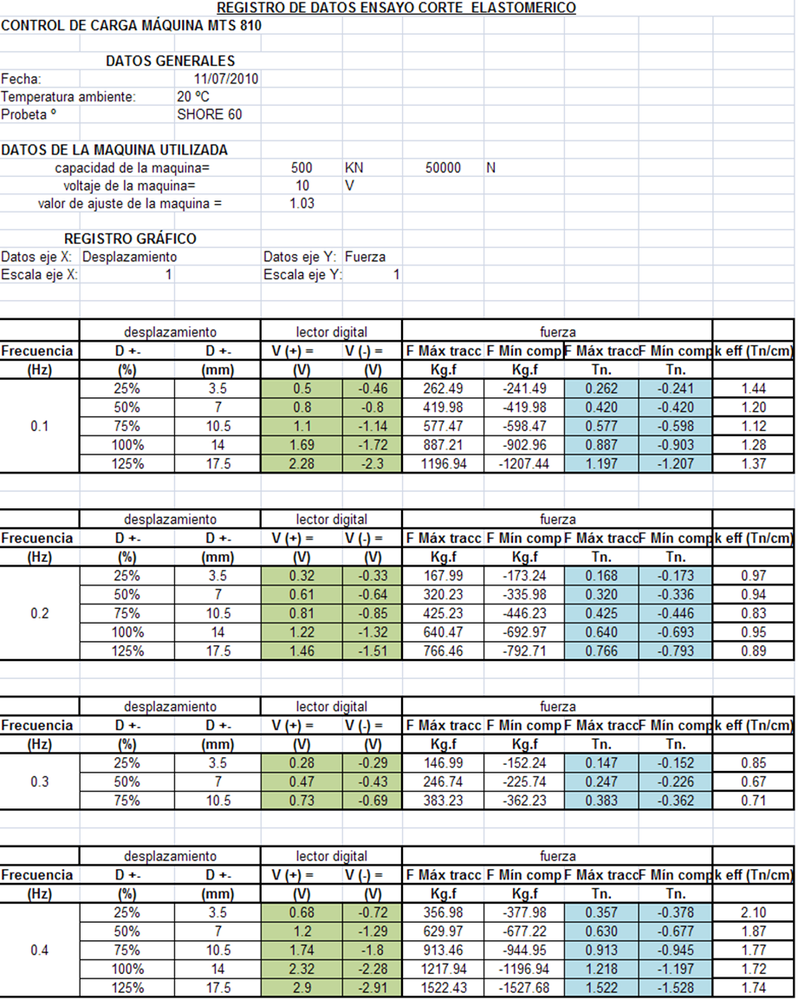 REGISTRO DE DATOS ENSAYO CORTE ELASTOMERICO
CONTROL DE CARGA MÁQUINA MTS 810
DATOS GENERALES
Fecha: 11/07/2010
Temperatura ambiente: 20 ºC
Probeta º SHORE 60
DATOS DE LA MAQUINA UTILIZADA
capacidad de la maquina= 500 KN 50000 N
voltaje de la maquina= 10 V
valor de ajuste de la maquina = 1.03
REGISTRO GRÁFICO
Datos eje X: Desplazamiento Datos eje Y: Fuerza
Escala eje X: 1 Escala eje Y: 1
desplazamiento lector digital fuerza
Frecuencia D +- D +- V (+) = V (-) = F Máx tracc F Mín comp F Máx tracc F Mín comp k eff (Tn/cm)
(Hz) (%) (mm) (V) (V) Kg.f Kg.f Tn. Tn.
25% 3.5 0.5 -0.46 262.49 -241.49 0.262 -0.241 1.44
50% 7 0.8 -0.8 419.98 -419.98 0.420 -0.420 1.20
0.1 75% 10.5 1.1 -1.14 577.47 -598.47 0.577 -0.598 1.12
100% 14 1.69 -1.72 887.21 -902.96 0.887 -0.903 1.28
125% 17.5 2.28 -2.3 1196.94 -1207.44 1.197 -1.207 1.37
desplazamiento lector digital fuerza
Frecuencia D +- D +- V (+) = V (-) = F Máx tracc F Mín comp F Máx tracc F Mín comp k eff (Tn/cm)
(Hz) (%) (mm) (V) (V) Kg.f Kg.f Tn. Tn.
25% 3.5 0.32 -0.33 167.99 -173.24 0.168 -0.173 0.97
50% 7 0.61 -0.64 320.23 -335.98 0.320 -0.336 0.94
0.2 75% 10.5 0.81 -0.85 425.23 -446.23 0.425 -0.446 0.83
100% 14 1.22 -1.32 640.47 -692.97 0.640 -0.693 0.95
125% 17.5 1.46 -1.51 766.46 -792.71 0.766 -0.793 0.89
desplazamiento lector digital fuerza
Frecuencia D +- D +- V (+) = V (-) = F Máx tracc F Mín comp F Máx tracc F Mín comp k eff (Tn/cm)
(Hz) (%) (mm) (V) (V) Kg.f Kg.f Tn. Tn.
25% 3.5 0.28 -0.29 146.99 -152.24 0.147 -0.152 0.85
0.3 50% 7 0.47 -0.43 246.74 -225.74 0.247 -0.226 0.67
75% 10.5 0.73 -0.69 383.23 -362.23 0.383 -0.362 0.71
desplazamiento lector digital fuerza
Frecuencia D +- D +- V (+) = V (-) = F Máx tracc F Mín comp F Máx tracc F Mín comp k eff (Tn/cm)
(Hz) (%) (mm) (V) (V) Kg.f Kg.f Tn. Tn.
25% 3.5 0.68 -0.72 356.98 -377.98 0.357 -0.378 2.10
50% 7 1.2 -1.29 629.97 -677.22 0.630 -0.677 1.87
0.4 75% 10.5 1.74 -1.8 913.46 -944.95 0.913 -0.945 1.77
100% 14 2.32 -2.28 1217.94 -1196.94 1.218 -1.197 1.72
125% 17.5 2.9 -2.91 1522.43 -1527.68 1.522 -1.528 1.74